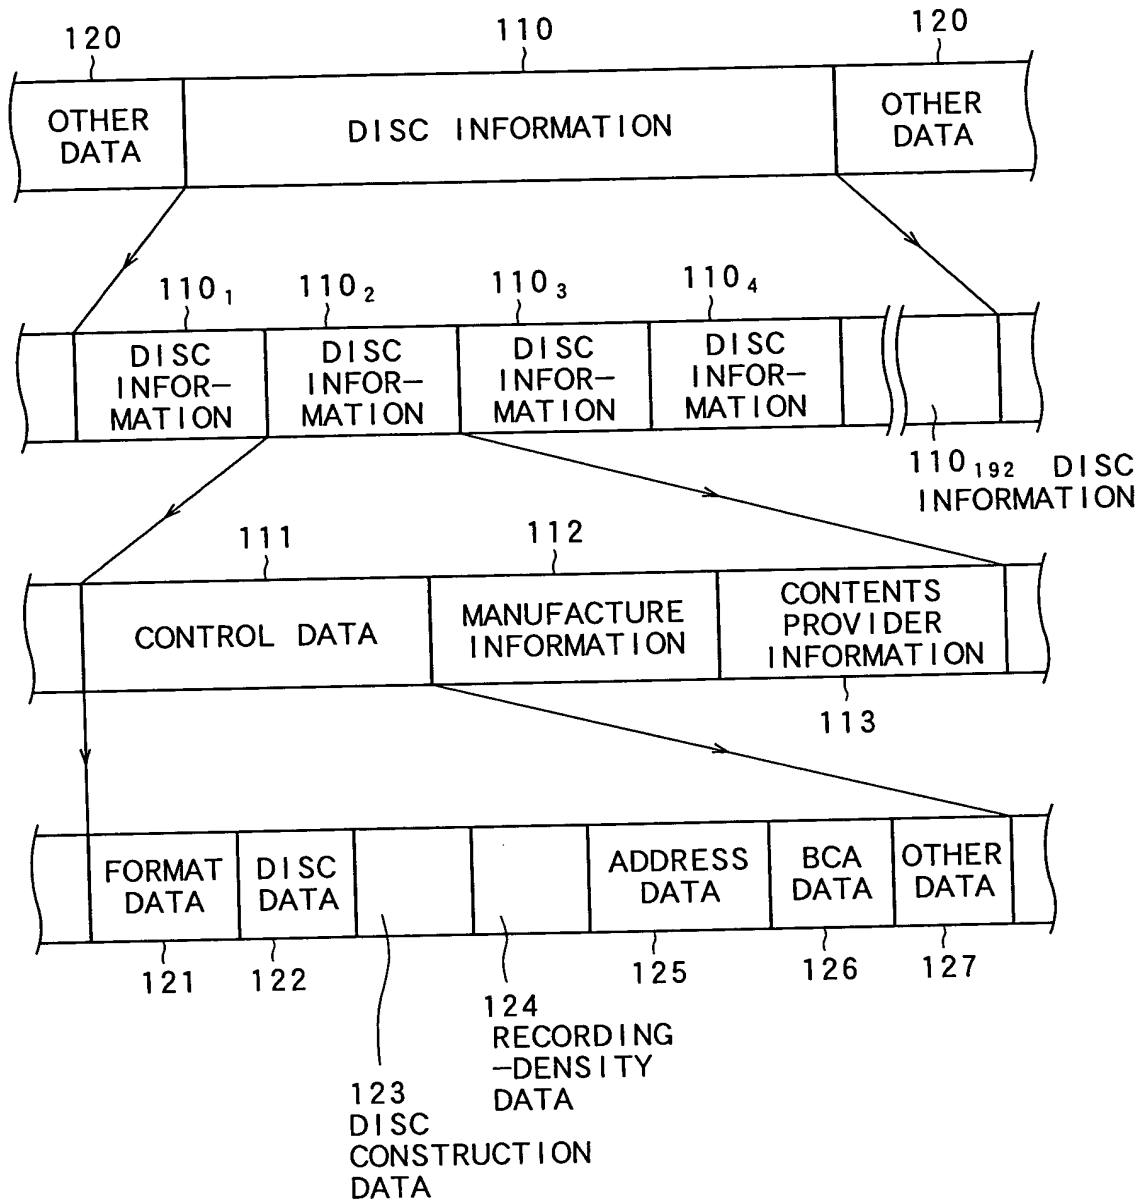 120
110
120
OTHER
DATA
DISC INFORMATION
OTHER
DATA
110₁
110₂
110₃
110₄
DISC
INFOR-
MATION
DISC
INFOR-
MATION
DISC
INFOR-
MATION
DISC
INFOR-
MATION
110₁₉₂ DISC
INFORMATION
111
112
CONTROL DATA
MANUFACTURE
INFORMATION
CONTENTS
PROVIDER
INFORMATION
113
FORMAT
DATA
DISC
DATA
ADDRESS
DATA
BCA
DATA
OTHER
DATA
121
122
125
126
127
124
RECORDING
-DENSITY
DATA
123
DISC
CONSTRUCTION
DATA